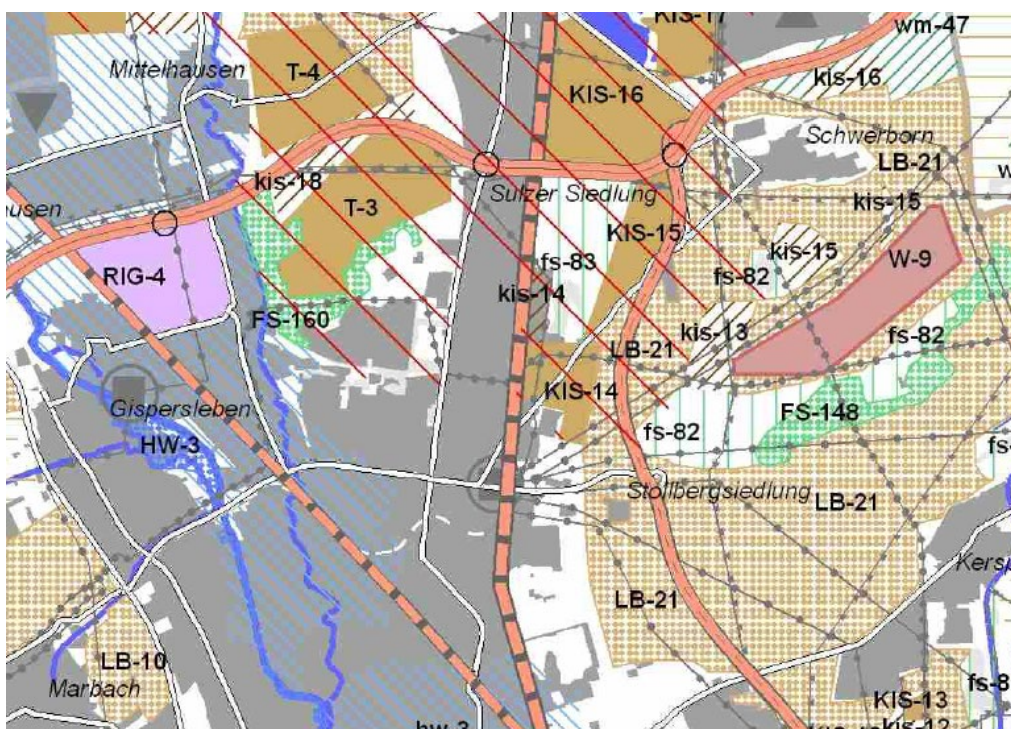 KIS-17
wm-47
Mittelhausen
T-4
kis-16
KIS-16
Schwerborn
LB-21
kis-18
T-3
Sulzer Siedlung
kis-15
KIS-15
kis-15
W-9
RIG-4
fs-83
fs-82
kis-14
FS-160
kis-13
LB-21
fs-82
KIS-14
Gispersleben
FS-148
HW-3
fs-82
Stollbergsiedlung
LB-21
LB-21
LB-10
Marbach
KIS-13
kis-12